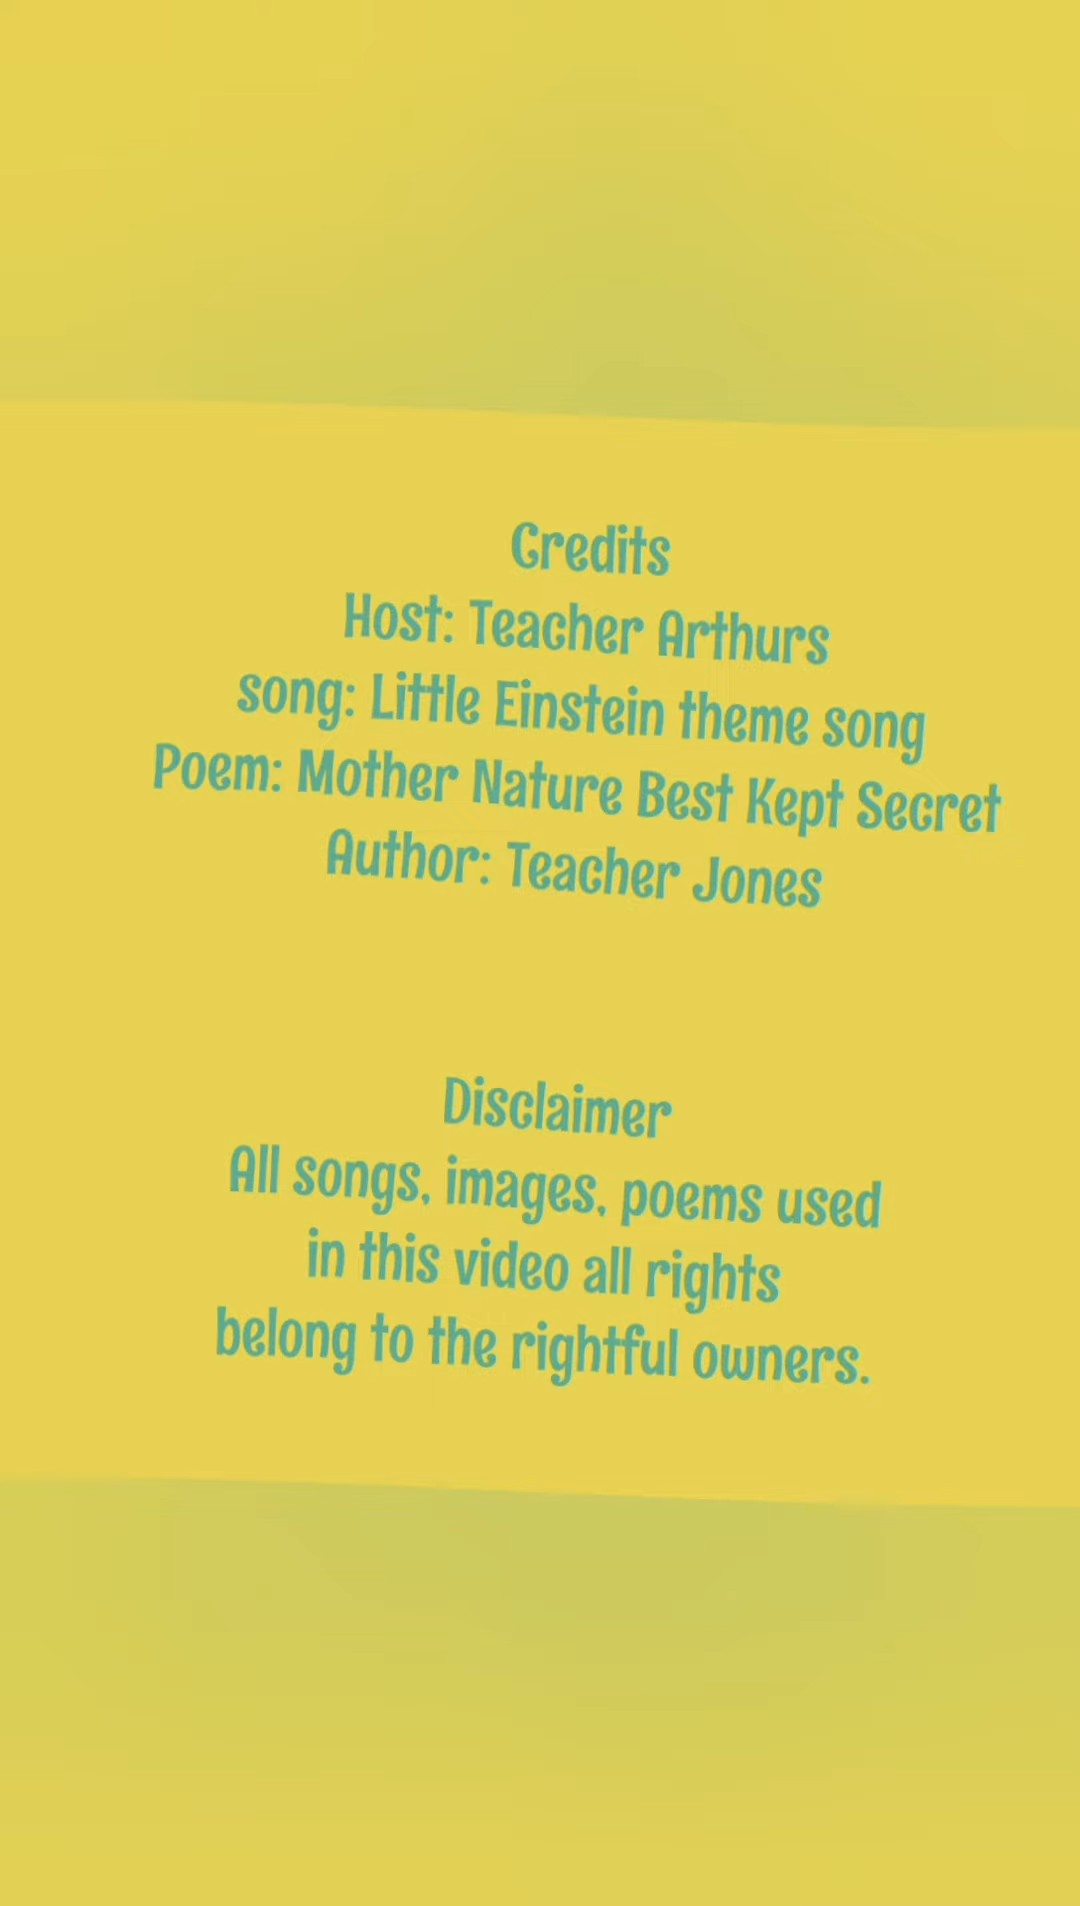 Credits
Host: Teacher Arthurs
song: Little Einstein theme song
Poem: Mother Nature Best Kept Secret
Author: Teacher Jones
Disclaimer
All songs, images, poems used
in this video all rights
belong to the rightful owners.